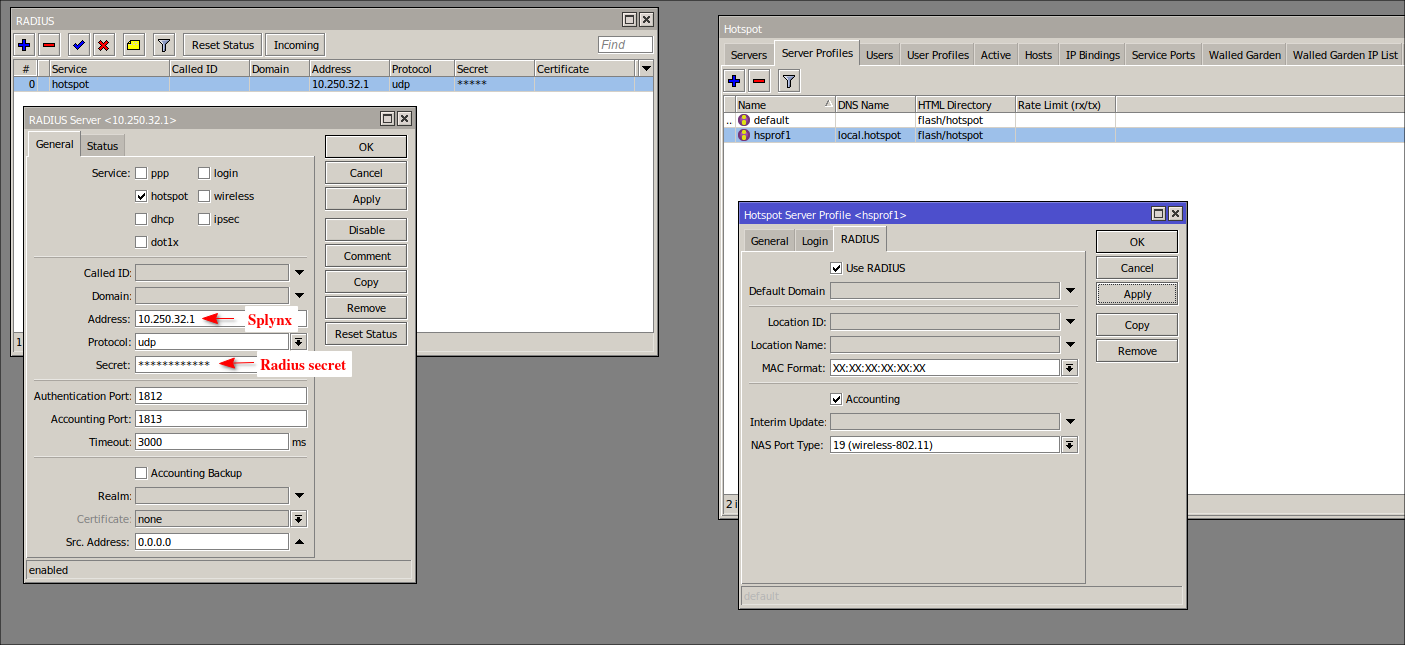 RADIUS
Reset Status Incoming Find
# Service Called ID Domain Address Protocol Secret Certificate
0 hotspot 10.250.32.1 udp *****
1
RADIUS Server <10.250.32.1>
General Status
Service: ppp login
hotspot wireless
dhcp ipsec
dot1x
Called ID:
Domain:
Address: 10.250.32.1 Splynx
Protocol: udp
Secret: ************ Radius secret
Authentication Port: 1812
Accounting Port: 1813
Timeout: 3000 ms
Accounting Backup
Realm:
Certificate: none
Src. Address: 0.0.0.0
enabled
OK
Cancel
Apply
Disable
Comment
Copy
Remove
Reset Status
Hotspot
Servers Server Profiles Users User Profiles Active Hosts IP Bindings Service Ports Walled Garden Walled Garden IP List
Name DNS Name HTML Directory Rate Limit (rx/tx)
.. default flash/hotspot
hsprof1 local.hotspot flash/hotspot
2 i
Hotspot Server Profile <hsprof1>
General Login RADIUS
Use RADIUS
Default Domain
Location ID:
Location Name:
MAC Format: XX:XX:XX:XX:XX:XX
Accounting
Interim Update:
NAS Port Type: 19 (wireless-802.11)
default
OK
Cancel
Apply
Copy
Remove